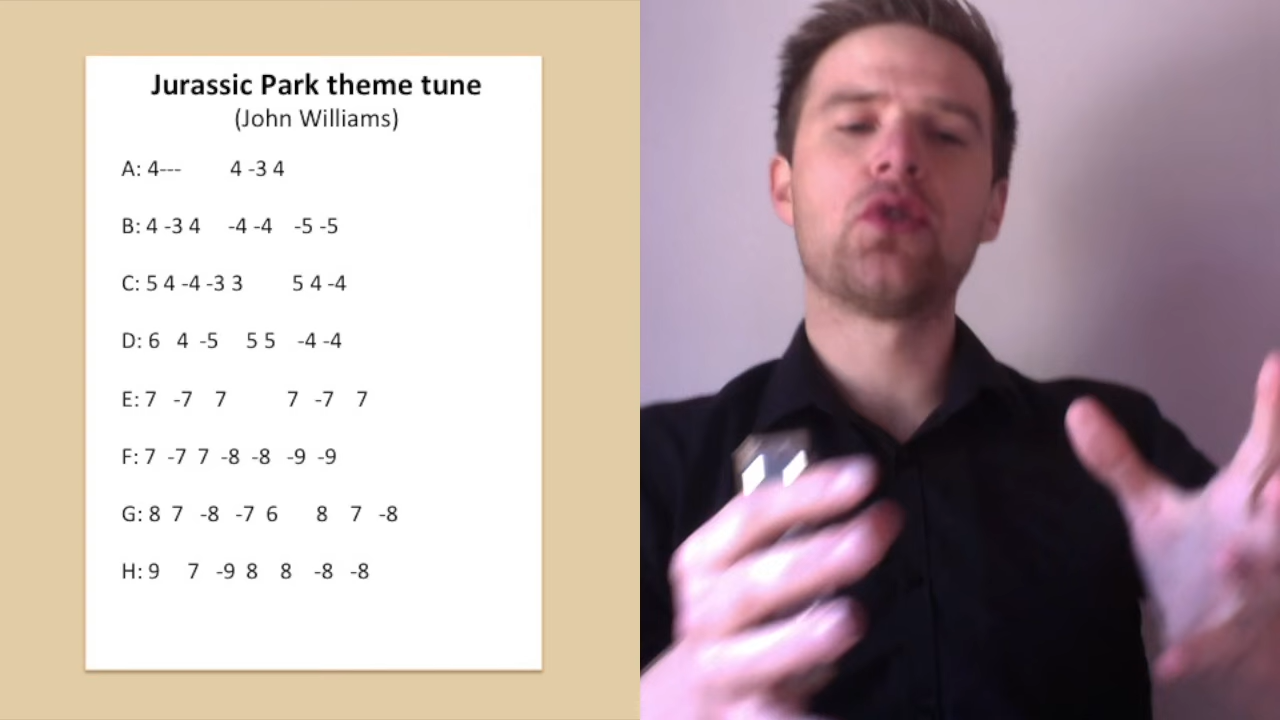 Jurassic Park theme tune
(John Williams)
A: 4--- 4 -3 4
B: 4 -3 4 -4 -4 -5 -5
C: 5 4 -4 -3 3 5 4 -4
D: 6 4 -5 5 5 -4 -4
E: 7 -7 7 7 -7 7
F: 7 -7 7 -8 -8 -9 -9
G: 8 7 -8 -7 6 8 7 -8
H: 9 7 -9 8 8 -8 -8